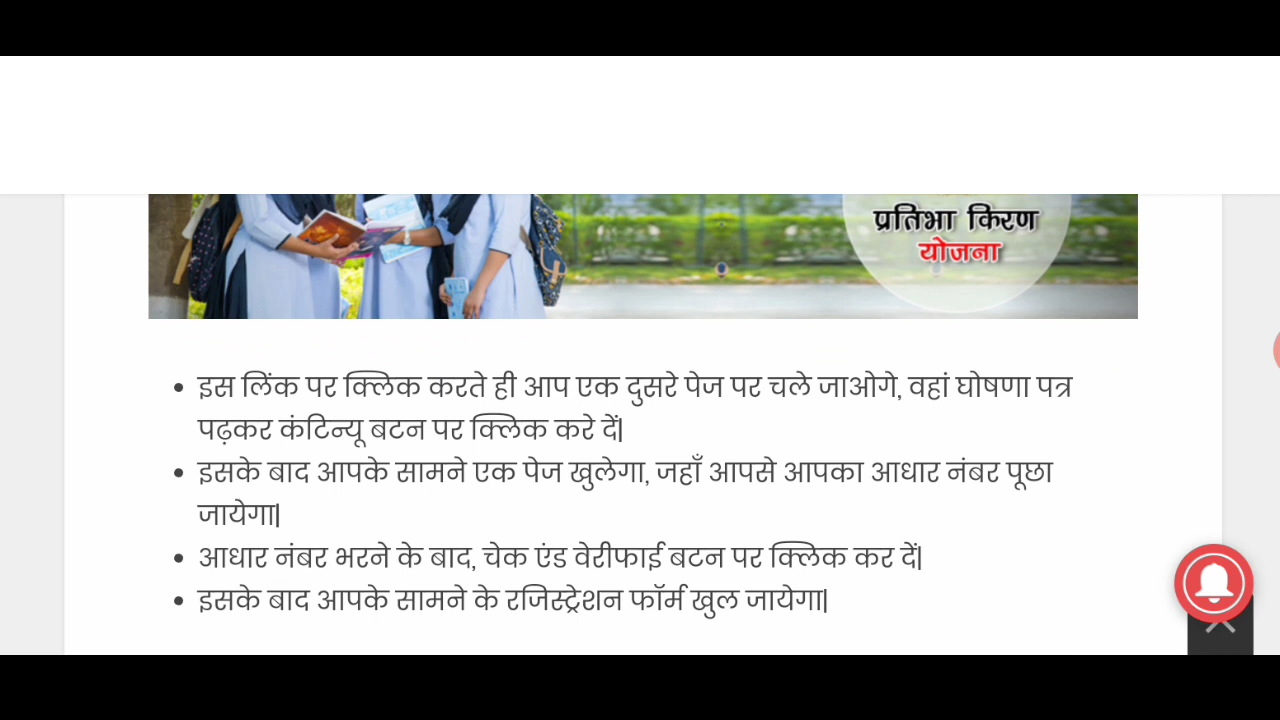 प्रतिभा किरण
योजना
• इस लिंक पर क्लिक करते ही आप एक दुसरे पेज पर चले जाओगे, वहां घोषणा पत्र
पढ़कर कंटिन्यू बटन पर क्लिक करे दें|
• इसके बाद आपके सामने एक पेज खुलेगा, जहाँ आपसे आपका आधार नंबर पूछा
जायेगा|
• आधार नंबर भरने के बाद, चेक एंड वेरीफाई बटन पर क्लिक कर दें|
• इसके बाद आपके सामने के रजिस्ट्रेशन फॉर्म खुल जायेगा|